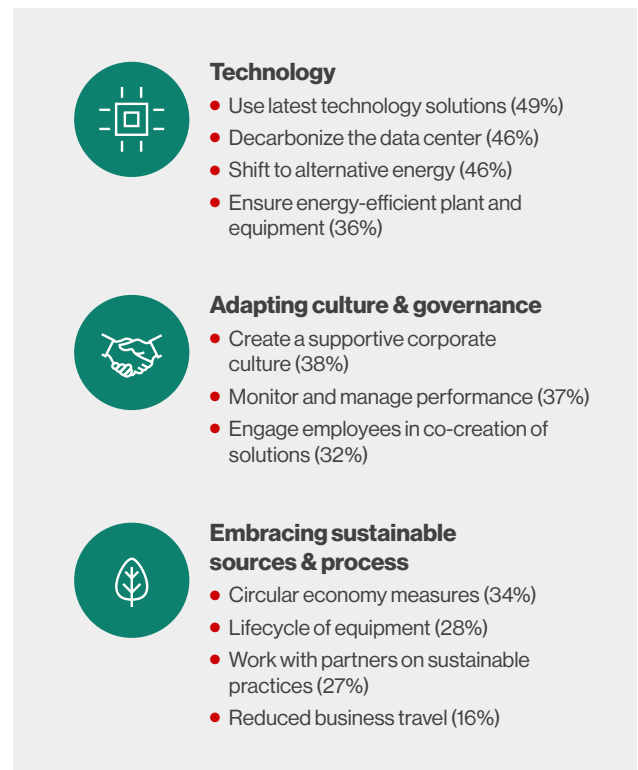 Technology
• Use latest technology solutions (49%)
• Decarbonize the data center (46%)
• Shift to alternative energy (46%)
• Ensure energy-efficient plant and
equipment (36%)
Adapting culture & governance
• Create a supportive corporate
culture (38%)
• Monitor and manage performance (37%)
• Engage employees in co-creation of
solutions (32%)
Embracing sustainable
sources & process
• Circular economy measures (34%)
• Lifecycle of equipment (28%)
• Work with partners on sustainable
practices (27%)
• Reduced business travel (16%)